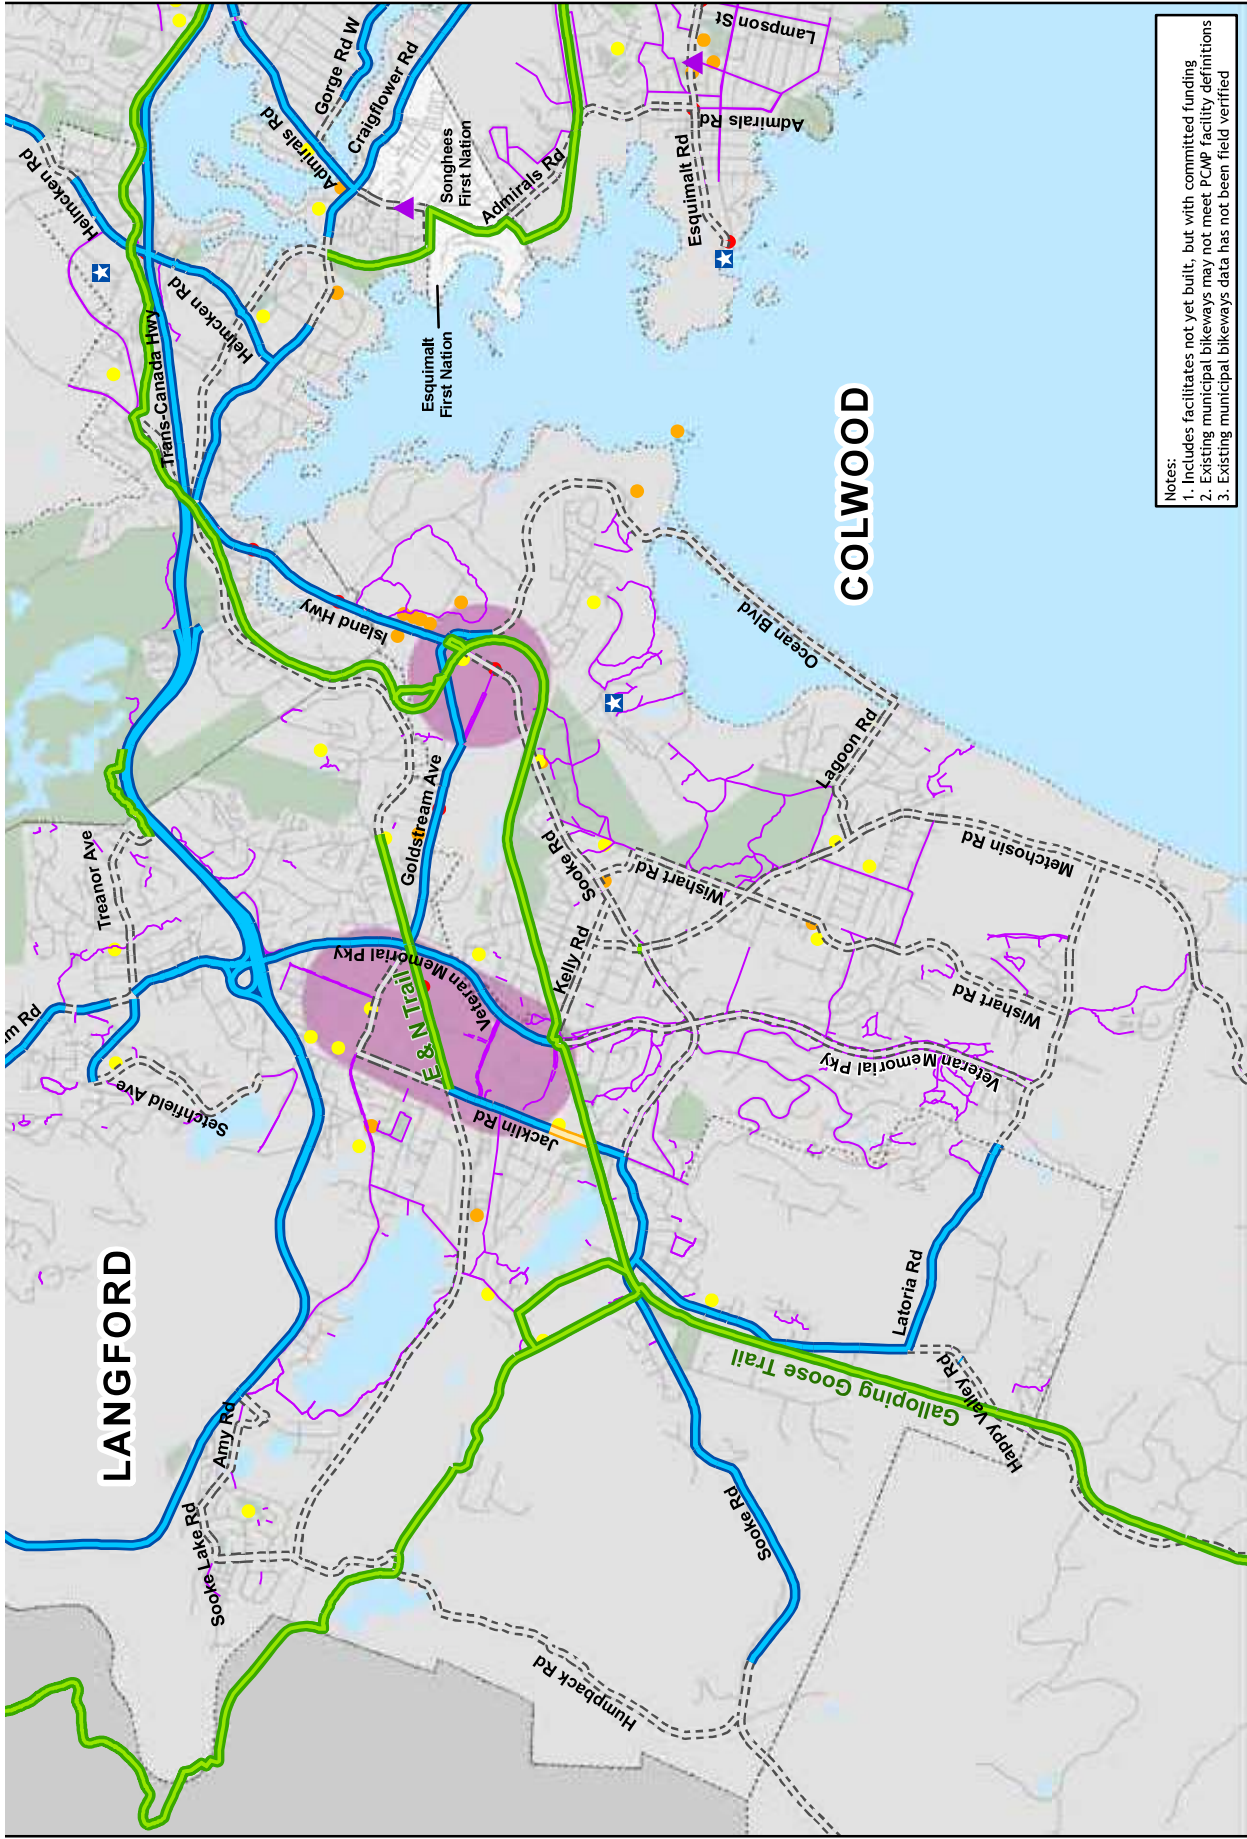 LANGFORD
COLWOOD
Helmcken Rd
Helmcken Rd
Trans-Canada Hwy
Admirals Rd
Gorge Rd W
Craigflower Rd
Songhees
First Nation
Admirals Rd
Esquimalt
First Nation
Esquimalt Rd
Admirals Rd
Lampson St
Island Hwy
Ocean Blvd
Lagoon Rd
Metchosin Rd
Goldstream Ave
Treanor Ave
Sooke Rd
Wishart Rd
Kelly Rd
Veteran Memorial Pky
E & N Trail
Wishart Rd
Veteran Memorial Pky
m Rd
Setchfield Ave
Jacklin Rd
Latoria Rd
Happy Valley Rd
Galloping Goose Trail
Amy Rd
Sooke Lake Rd
Sooke Rd
Humpback Rd
Notes:
1. Includes facilitates not yet built, but with committed funding
2. Existing municipal bikeways may not meet PCMP facility definitions
3. Existing municipal bikeways data has not been field verified